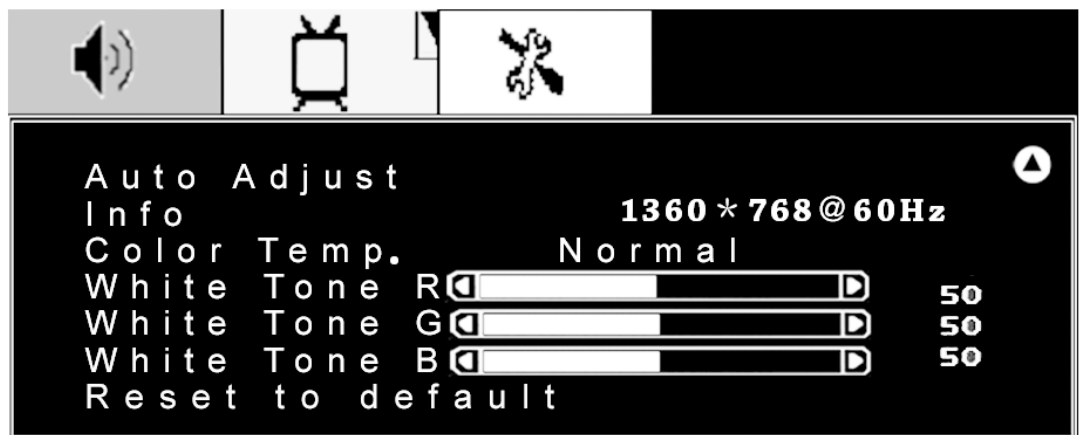 Auto Adjust
Info 1360*768@60Hz
Color Temp. Normal
White Tone R 50
White Tone G 50
White Tone B 50
Reset to default